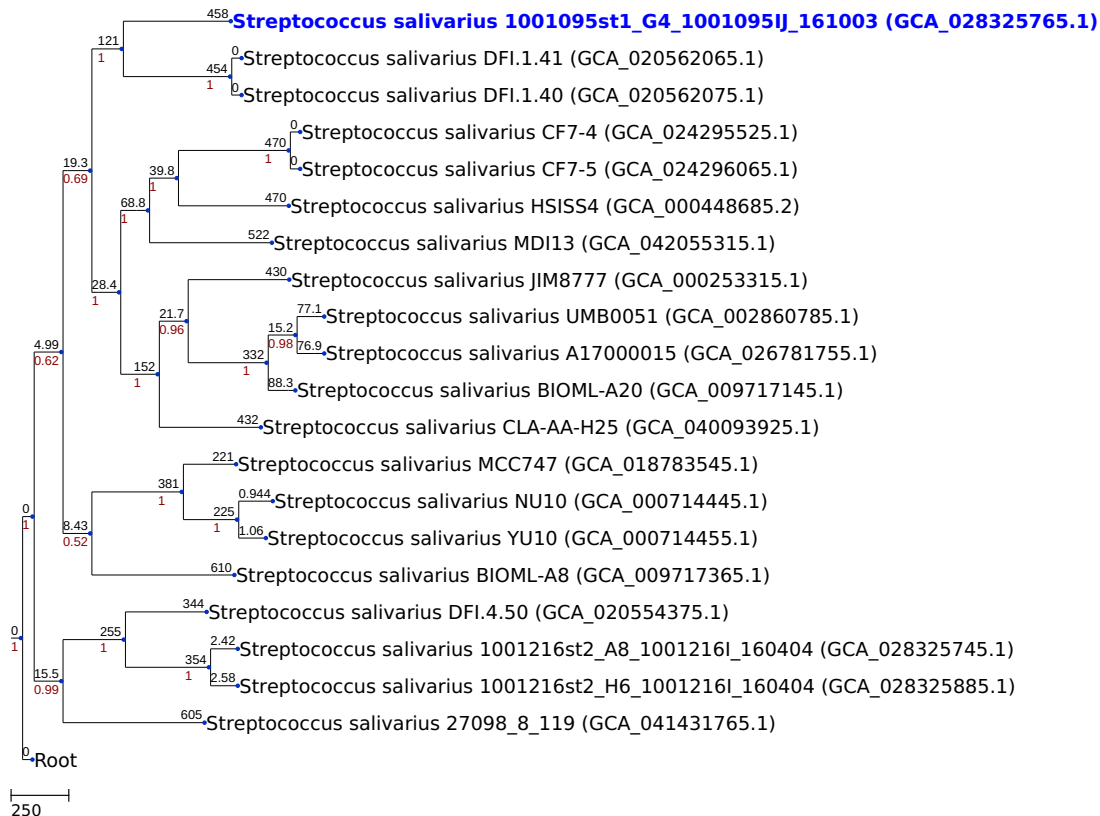 458
Streptococcus salivarius 1001095st1_G4_1001095IJ_161003 (GCA_028325765.1)
121
1
0
Streptococcus salivarius DFI.1.41 (GCA_020562065.1)
454
1
0
Streptococcus salivarius DFI.1.40 (GCA_020562075.1)
0
Streptococcus salivarius CF7-4 (GCA_024295525.1)
470
1
19.3
0.69
0
Streptococcus salivarius CF7-5 (GCA_024296065.1)
39.8
1
470
Streptococcus salivarius HSISS4 (GCA_000448685.2)
68.8
1
522
Streptococcus salivarius MDI13 (GCA_042055315.1)
430
Streptococcus salivarius JIM8777 (GCA_000253315.1)
28.4
1
77.1
Streptococcus salivarius UMB0051 (GCA_002860785.1)
21.7
0.96
15.2
0.98
4.99
0.62
76.9
Streptococcus salivarius A17000015 (GCA_026781755.1)
332
1
152
1
88.3
Streptococcus salivarius BIOML-A20 (GCA_009717145.1)
432
Streptococcus salivarius CLA-AA-H25 (GCA_040093925.1)
221
Streptococcus salivarius MCC747 (GCA_018783545.1)
381
1
0.944
Streptococcus salivarius NU10 (GCA_000714445.1)
0
1
225
1
8.43
0.52
1.06
Streptococcus salivarius YU10 (GCA_000714455.1)
610
Streptococcus salivarius BIOML-A8 (GCA_009717365.1)
344
Streptococcus salivarius DFI.4.50 (GCA_020554375.1)
0
1
255
1
2.42
Streptococcus salivarius 1001216st2_A8_1001216I_160404 (GCA_028325745.1)
354
1
15.5
0.99
2.58
Streptococcus salivarius 1001216st2_H6_1001216I_160404 (GCA_028325885.1)
605
Streptococcus salivarius 27098_8_119 (GCA_041431765.1)
0
Root
250